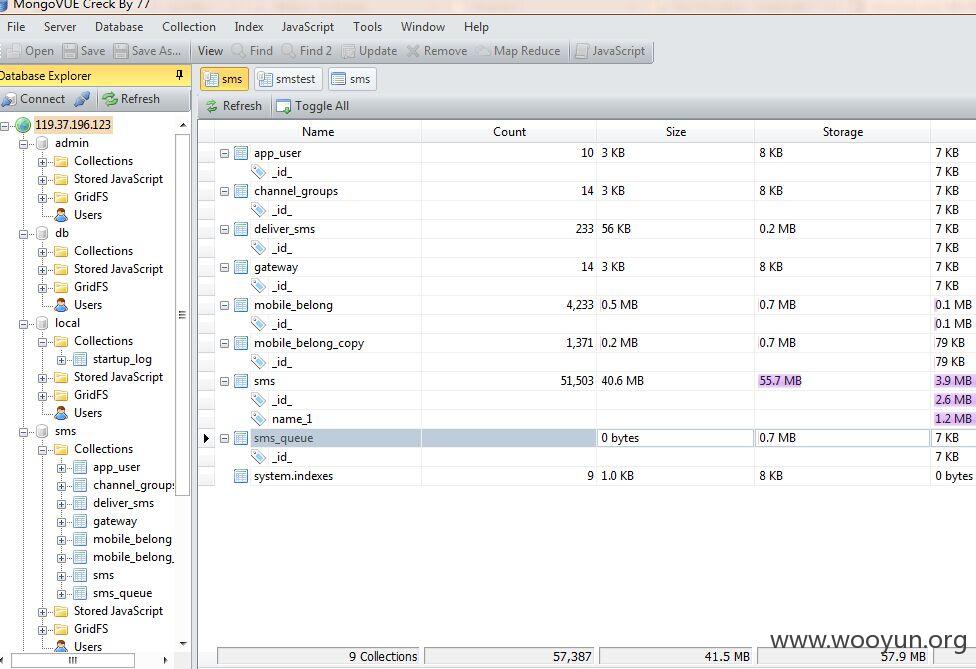 MongoVUE Creck By 77
File Server Database Collection Index JavaScript Tools Window Help
Open Save Save As... View Find Find 2 Update Remove Map Reduce JavaScript
Database Explorer
Connect Refresh
119.37.196.123
admin
Collections
Stored JavaScript
GridFS
Users
db
Collections
Stored JavaScript
GridFS
Users
local
Collections
startup_log
Stored JavaScript
GridFS
Users
sms
Collections
app_user
channel_groups
deliver_sms
gateway
mobile_belong
mobile_belong_
sms
sms_queue
Stored JavaScript
GridFS
Users
sms smstest sms
Refresh Toggle All
Name Count Size Storage
app_user 10 3 KB 8 KB 7 KB
_id_ 7 KB
channel_groups 14 3 KB 8 KB 7 KB
_id_ 7 KB
deliver_sms 233 56 KB 0.2 MB 7 KB
_id_ 7 KB
gateway 14 3 KB 8 KB 7 KB
_id_ 7 KB
mobile_belong 4,233 0.5 MB 0.7 MB 0.1 MB
_id_ 0.1 MB
mobile_belong_copy 1,371 0.2 MB 0.7 MB 79 KB
_id_ 79 KB
sms 51,503 40.6 MB 55.7 MB 3.9 MB
_id_ 2.6 MB
name_1 1.2 MB
sms_queue 0 bytes 0.7 MB 7 KB
_id_ 7 KB
system.indexes 9 1.0 KB 8 KB 0 bytes
9 Collections 57,387 41.5 MB 57.9 MB
www.wooyun.org